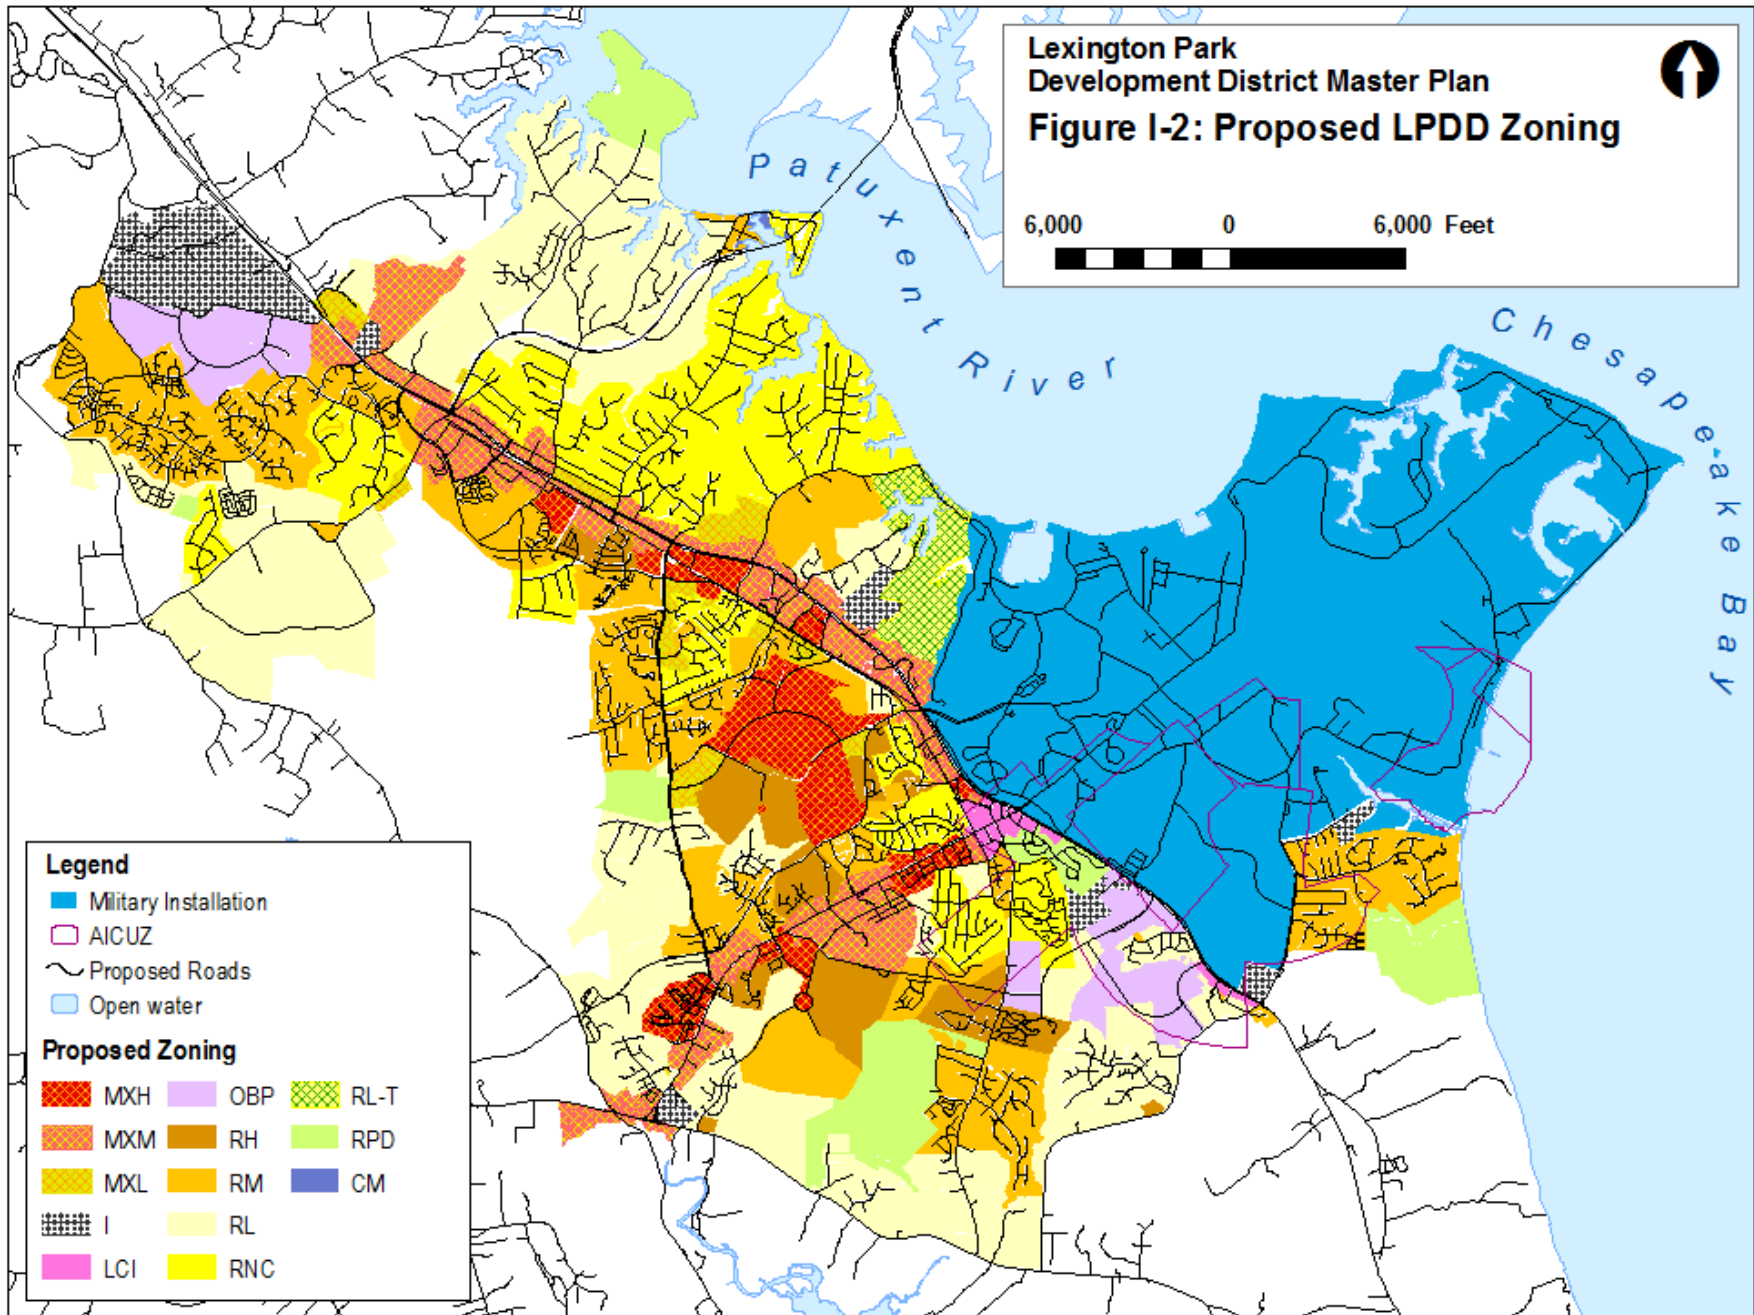 Lexington Park
Development District Master Plan
Figure I-2: Proposed LPDD Zoning
6,000 0 6,000 Feet
Patuxent River
Chesapeake Bay
Legend
Military Installation
AICUZ
Proposed Roads
Open water
Proposed Zoning
MXH OBP RL-T
MXM RH RPD
MXL RM CM
I RL
LCI RNC